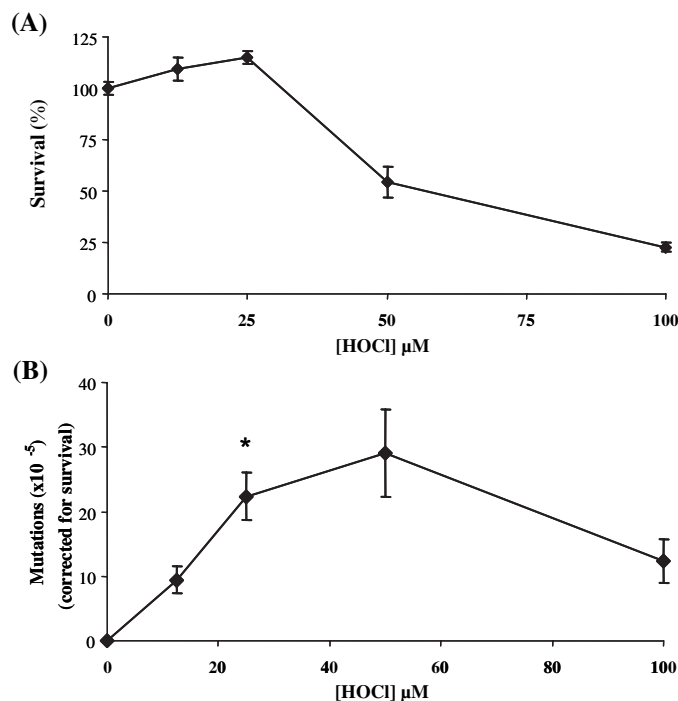 (A)
125
100
75
50
25
0
Survival (%)
0 25 50 75 100
[HOCl] µM
(B)
40
30
20
10
0
Mutations (x10 -5)
(corrected for survival)
*
0 20 40 60 80 100
[HOCl] µM